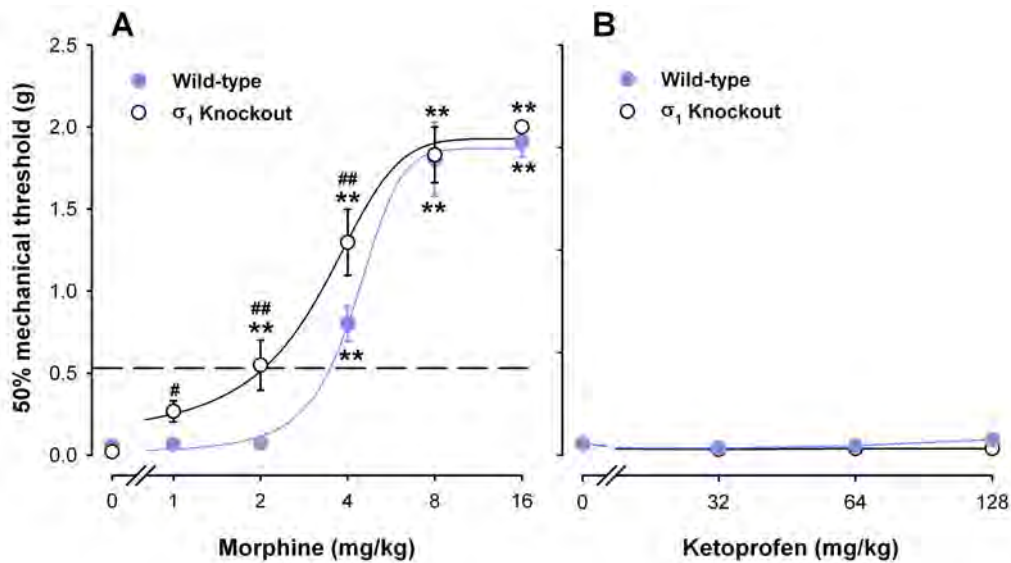 A
B
50% mechanical threshold (g)
2.5
2.0
1.5
1.0
0.5
0.0
Wild-type
σ1 Knockout
Wild-type
σ1 Knockout
#
##
**
##
**
**
**
**
**
**
0 1 2 4 8 16
0 32 64 128
Morphine (mg/kg)
Ketoprofen (mg/kg)